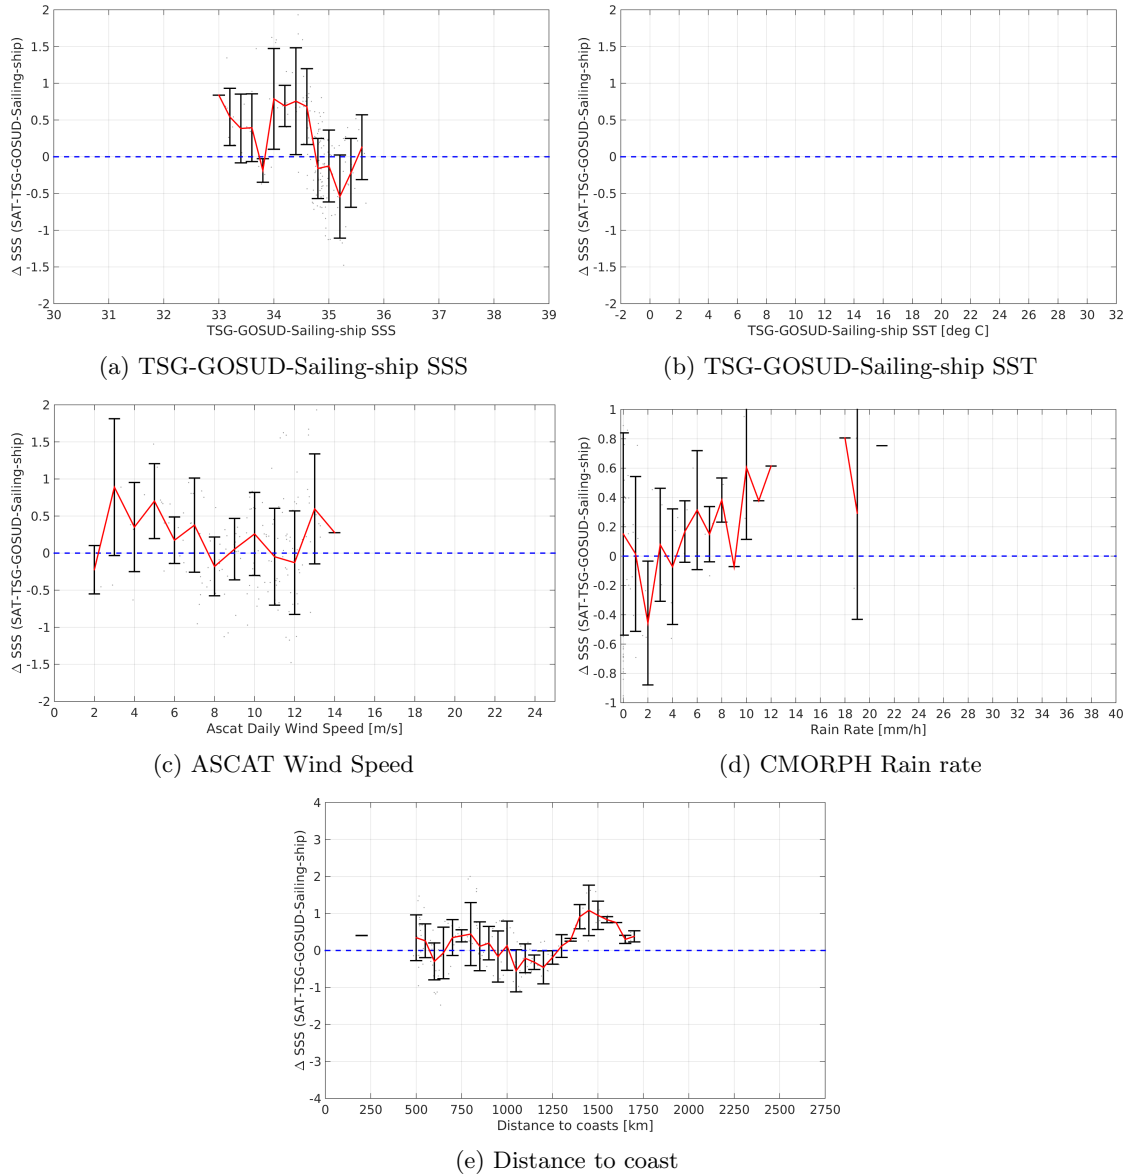 2
1.5
1
0.5
0
-0.5
-1
-1.5
-2
Δ SSS (SAT-TSG-GOSUD-Sailing-ship)
30 31 32 33 34 35 36 37 38 39
TSG-GOSUD-Sailing-ship SSS
(a) TSG-GOSUD-Sailing-ship SSS
2
1.5
1
0.5
0
-0.5
-1
-1.5
-2
Δ SSS (SAT-TSG-GOSUD-Sailing-ship)
-2 0 2 4 6 8 10 12 14 16 18 20 22 24 26 28 30 32
TSG-GOSUD-Sailing-ship SST [deg C]
(b) TSG-GOSUD-Sailing-ship SST
2
1.5
1
0.5
0
-0.5
-1
-1.5
-2
Δ SSS (SAT-TSG-GOSUD-Sailing-ship)
0 2 4 6 8 10 12 14 16 18 20 22 24
Ascat Daily Wind Speed [m/s]
(c) ASCAT Wind Speed
1
0.8
0.6
0.4
0.2
0
-0.2
-0.4
-0.6
-0.8
-1
Δ SSS (SAT-TSG-GOSUD-Sailing-ship)
0 2 4 6 8 10 12 14 16 18 20 22 24 26 28 30 32 34 36 38 40
Rain Rate [mm/h]
(d) CMORPH Rain rate
4
3
2
1
0
-1
-2
-3
-4
Δ SSS (SAT-TSG-GOSUD-Sailing-ship)
0 250 500 750 1000 1250 1500 1750 2000 2250 2500 2750
Distance to coasts [km]
(e) Distance to coast